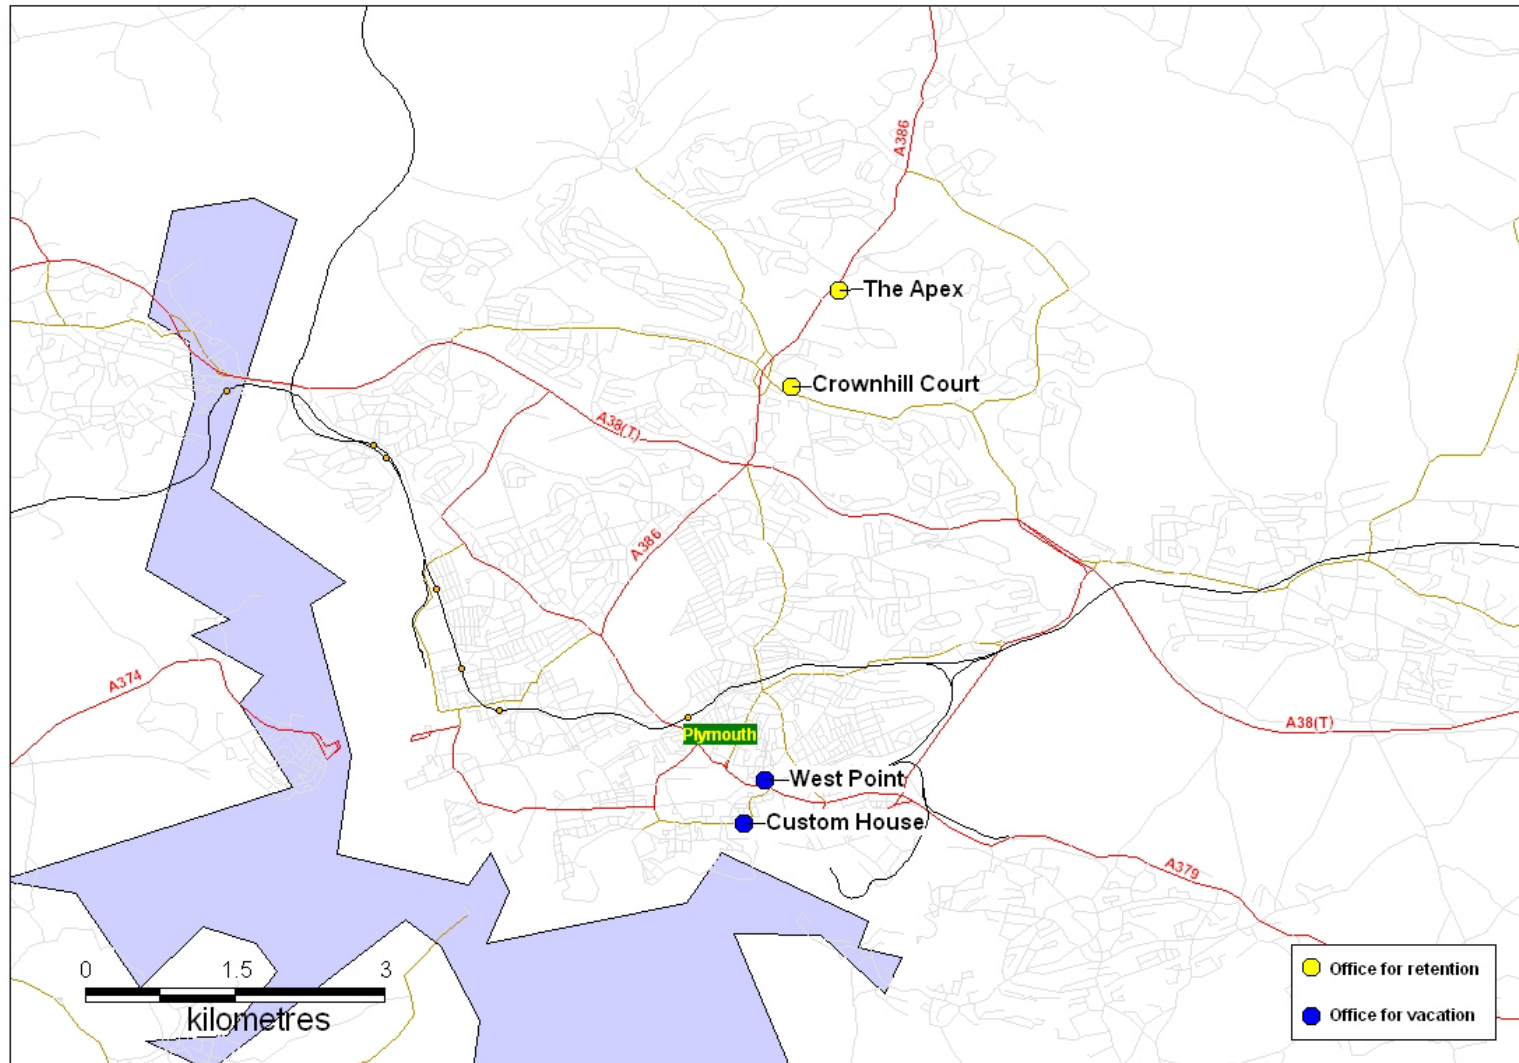 A386
The Apex
Crownhill Court
A38(T)
A386
A374
Plymouth
A38(T)
West Point
Custom House
A379
0 1.5 3
kilometres
Office for retention
Office for vacation